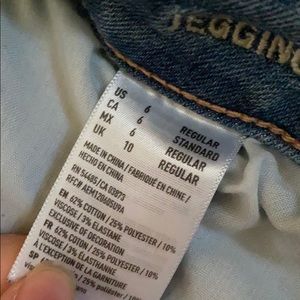 JEGGING
US 6 REGULAR
CA 6 STANDARD
MX 6 REGULAR
UK 10 REGULAR
MADE IN CHINA / FABRIQUE EN CHINE /
HECHO EN CHINA
RN 54485 / CA 03873
EN 62% COTTON / 25% POLYESTER / 10%
VISCOSE / 3% ELASTANE
EXCLUSIVE OF DECORATION
FR 62% COTON / 25% POLYESTER / 10%
VISCOSE / 3% ÉLASTHANNE
À L'EXCEPTION DE LA GARNITURE